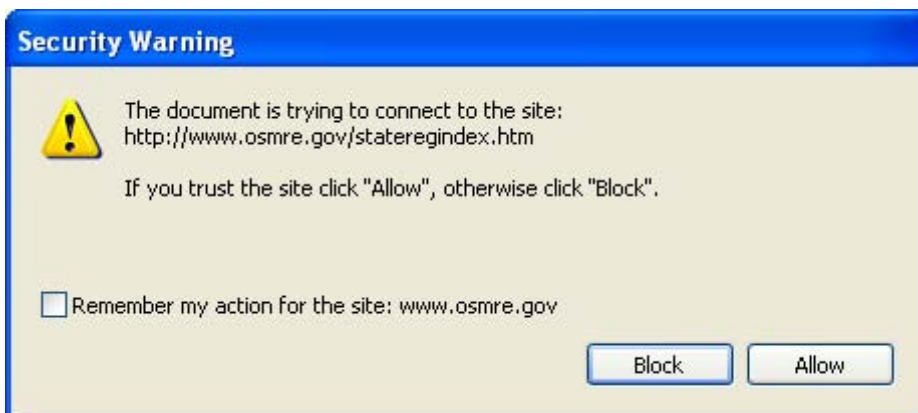 Security Warning
The document is trying to connect to the site:
http://www.osmre.gov/stateregindex.htm
If you trust the site click "Allow", otherwise click "Block".
Remember my action for the site: www.osmre.gov
Block Allow